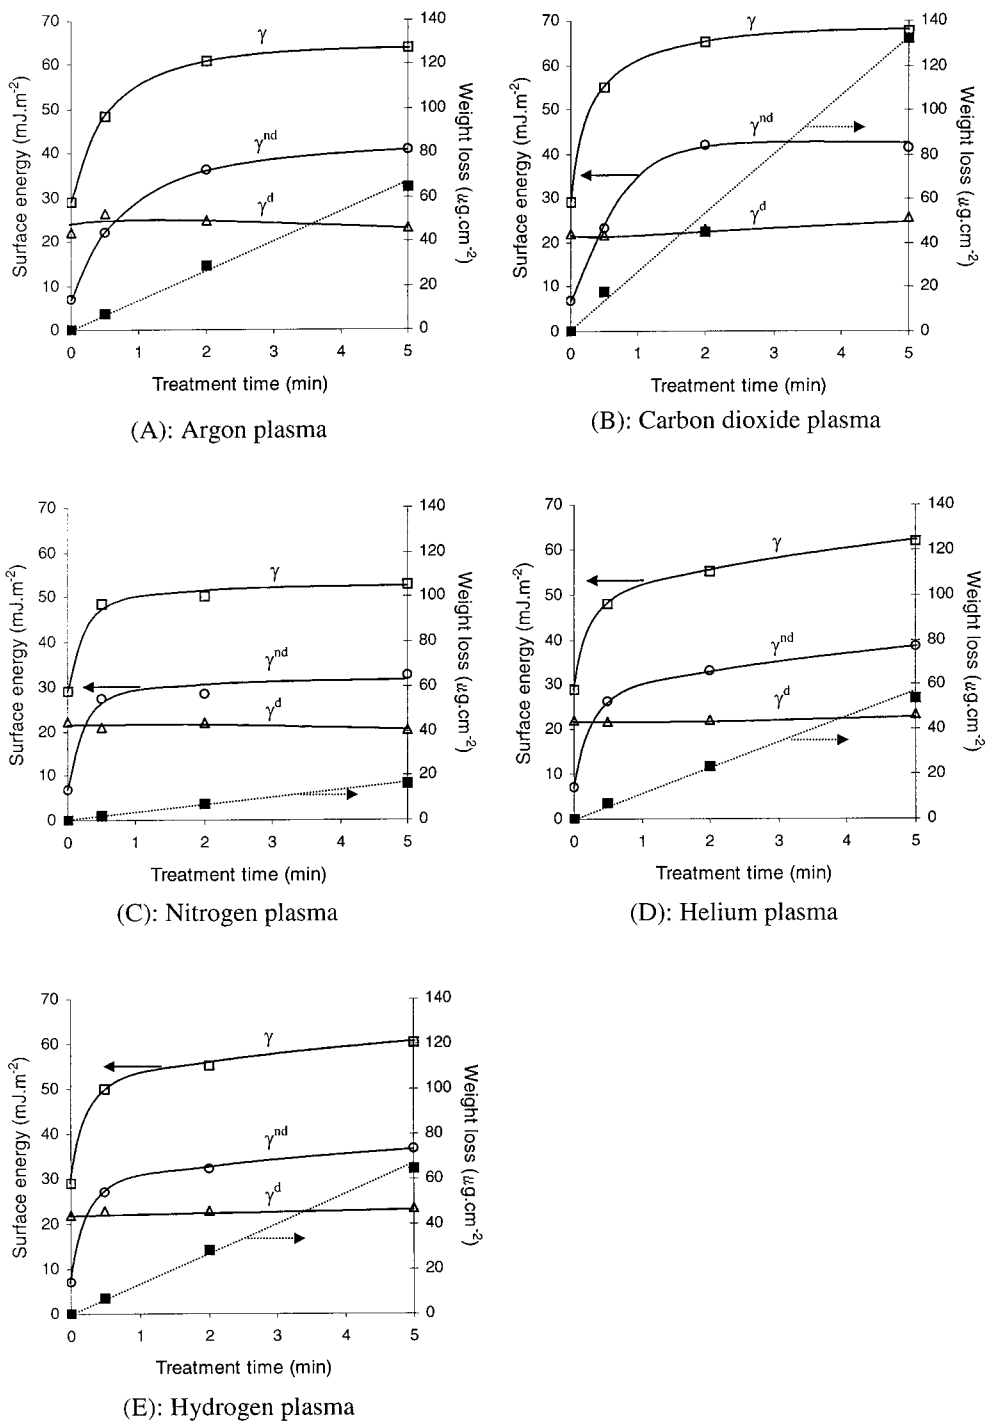 70
60
50
40
30
20
10
0
140
120
100
80
60
40
20
0
0 1 2 3 4 5
Surface energy (mJ.m-2)
Weight loss (µg.cm-2)
γ
γnd
γd
Treatment time (min)
(A): Argon plasma
70
60
50
40
30
20
10
0
140
120
100
80
60
40
20
0
0 1 2 3 4 5
Surface energy (mJ.m-2)
Weight loss (µg.cm-2)
γ
γnd
γd
Treatment time (min)
(B): Carbon dioxide plasma
70
60
50
40
30
20
10
0
140
120
100
80
60
40
20
0
0 1 2 3 4 5
Surface energy (mJ.m-2)
Weight loss (µg.cm-2)
γ
γnd
γd
Treatment time (min)
(C): Nitrogen plasma
70
60
50
40
30
20
10
0
140
120
100
80
60
40
20
0
0 1 2 3 4 5
Surface energy (mJ.m-2)
Weight loss (µg.cm-2)
γ
γnd
γd
Treatment time (min)
(D): Helium plasma
70
60
50
40
30
20
10
0
140
120
100
80
60
40
20
0
0 1 2 3 4 5
Surface energy (mJ.m-2)
Weight loss (µg.cm-2)
γ
γnd
γd
Treatment time (min)
(E): Hydrogen plasma